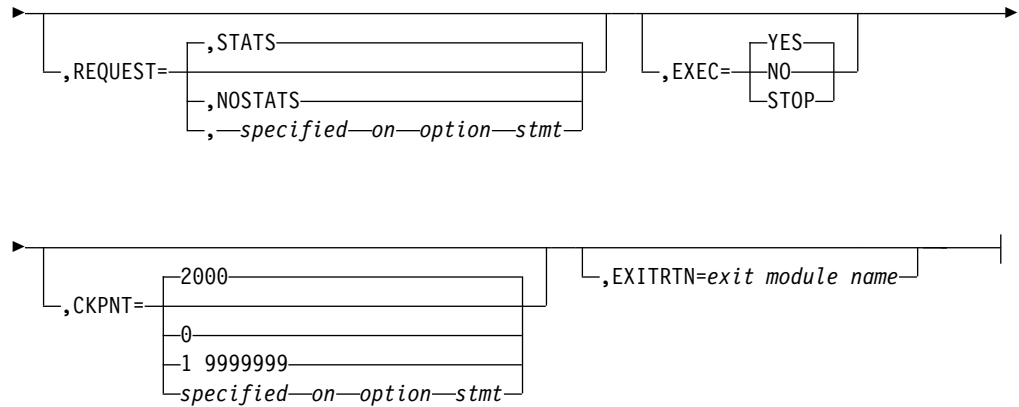 ,STATS
,REQUEST=
,NOSTATS
, specified on option stmt
YES
,EXEC= NO
STOP
2000
,CKPNT=
0
1 9999999
specified on option stmt
,EXITRTN=exit module name